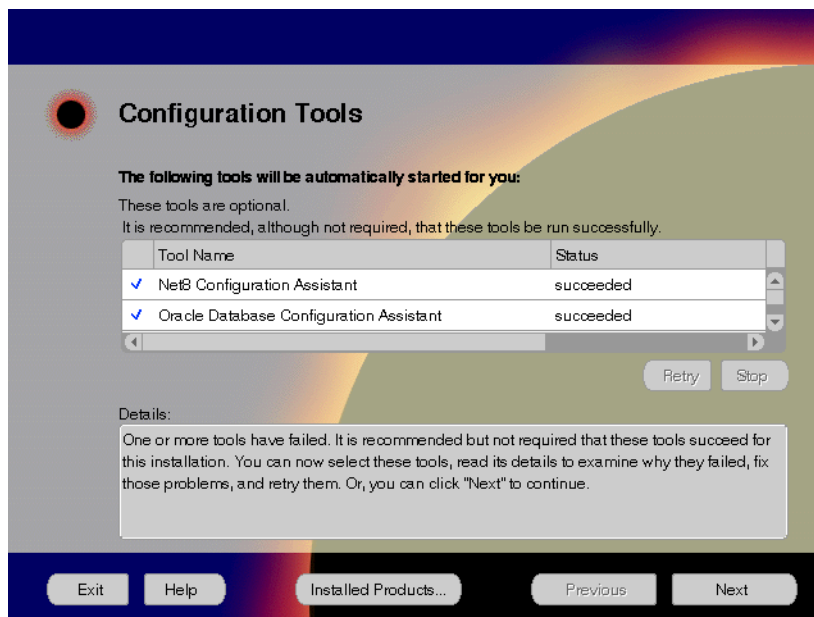 Configuration Tools
The following tools will be automatically started for you:
These tools are optional.
It is recommended, although not required, that these tools be run successfully.
Tool Name Status
Net8 Configuration Assistant succeeded
Oracle Database Configuration Assistant succeeded
Retry Stop
Details:
One or more tools have failed. It is recommended but not required that these tools succeed for
this installation. You can now select these tools, read its details to examine why they failed, fix
those problems, and retry them. Or, you can click "Next" to continue.
Exit Help Installed Products... Previous Next